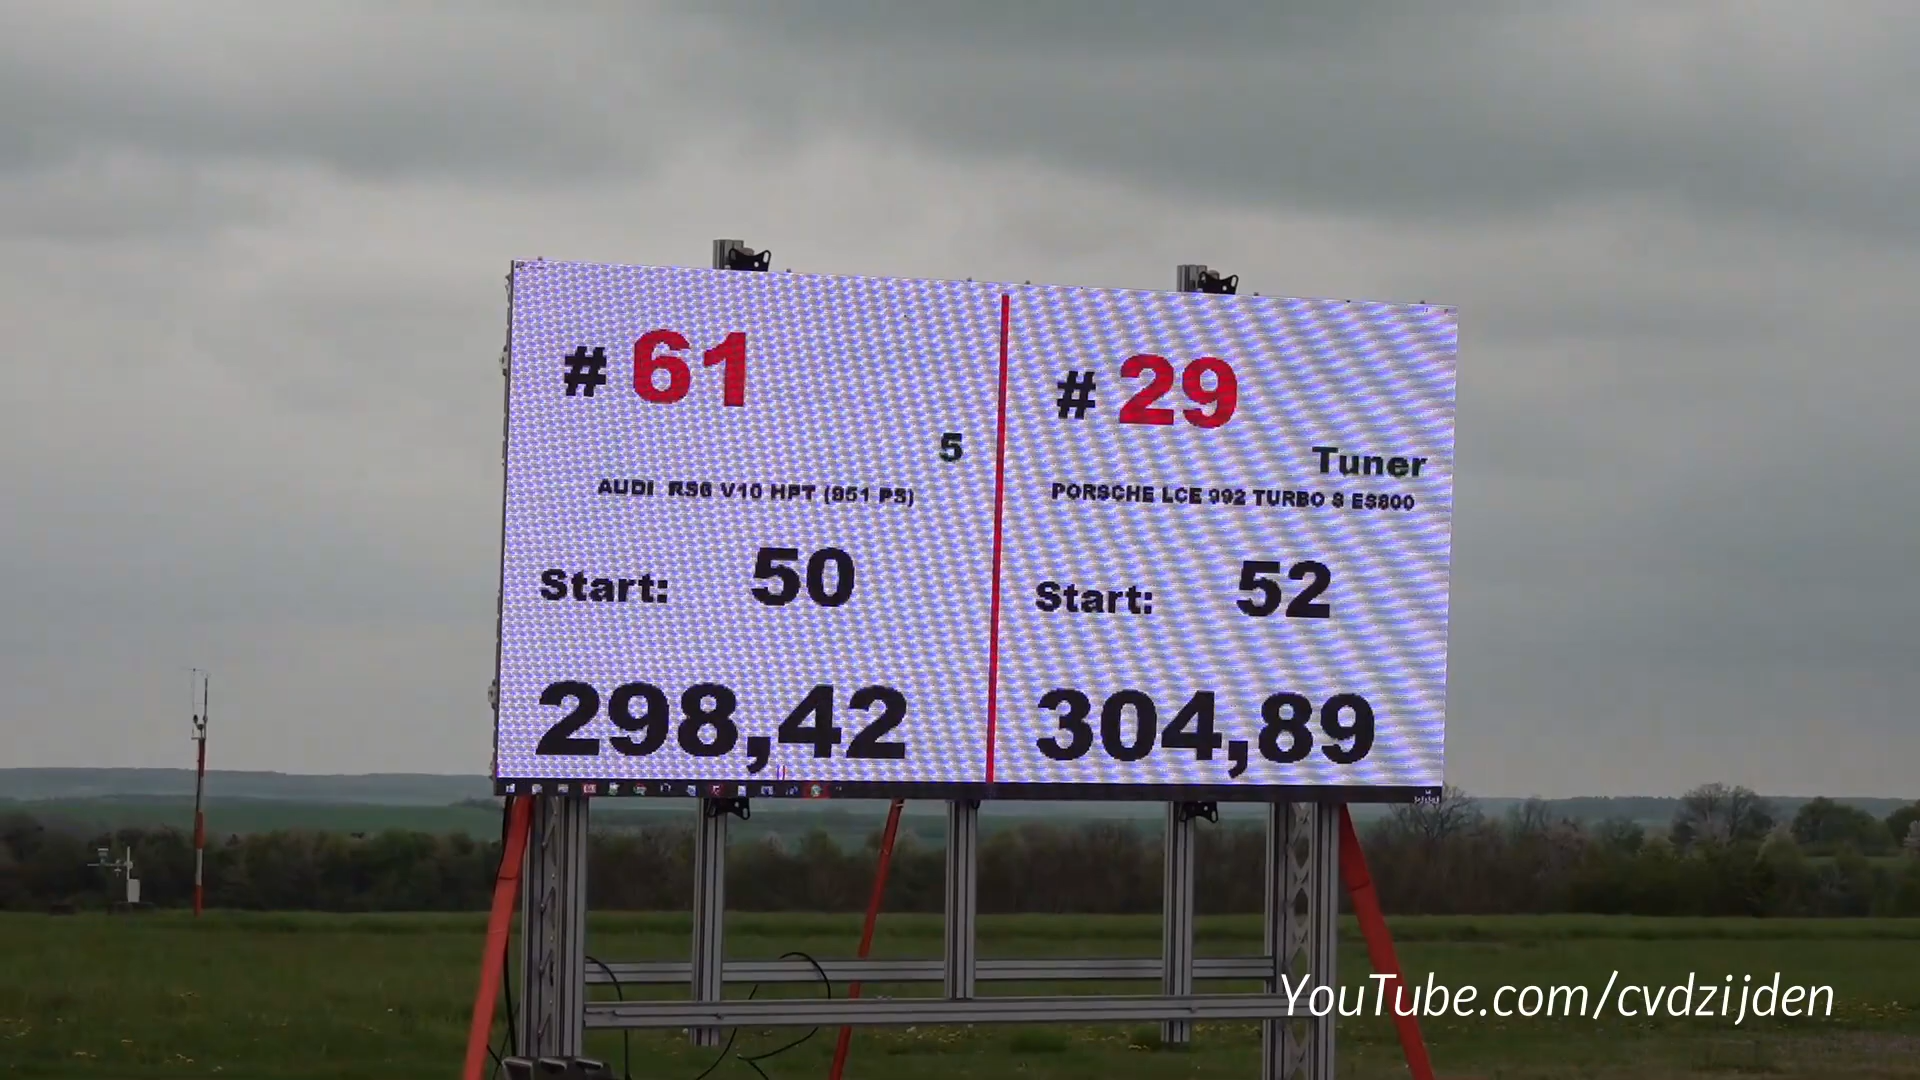 # 61
5
AUDI RS6 V10 HPT (951 PS)
Start: 50
298,42
# 29
Tuner
PORSCHE LCE 992 TURBO S ES800
Start: 52
304,89
YouTube.com/cvdzijden